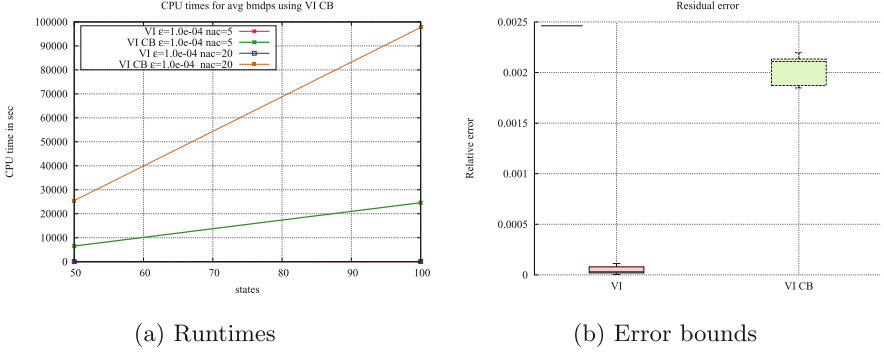 CPU times for avg bmdps using VI CB
100000
90000
80000
70000
60000
50000
40000
30000
20000
10000
0
CPU time in sec
VI ε=1.0e-04 nac=5
VI CB ε=1.0e-04 nac=5
VI ε=1.0e-04 nac=20
VI CB ε=1.0e-04 nac=20
50 60 70 80 90 100
states
(a) Runtimes
Residual error
0.0025
0.002
0.0015
0.001
0.0005
0
Relative error
VI VI CB
(b) Error bounds